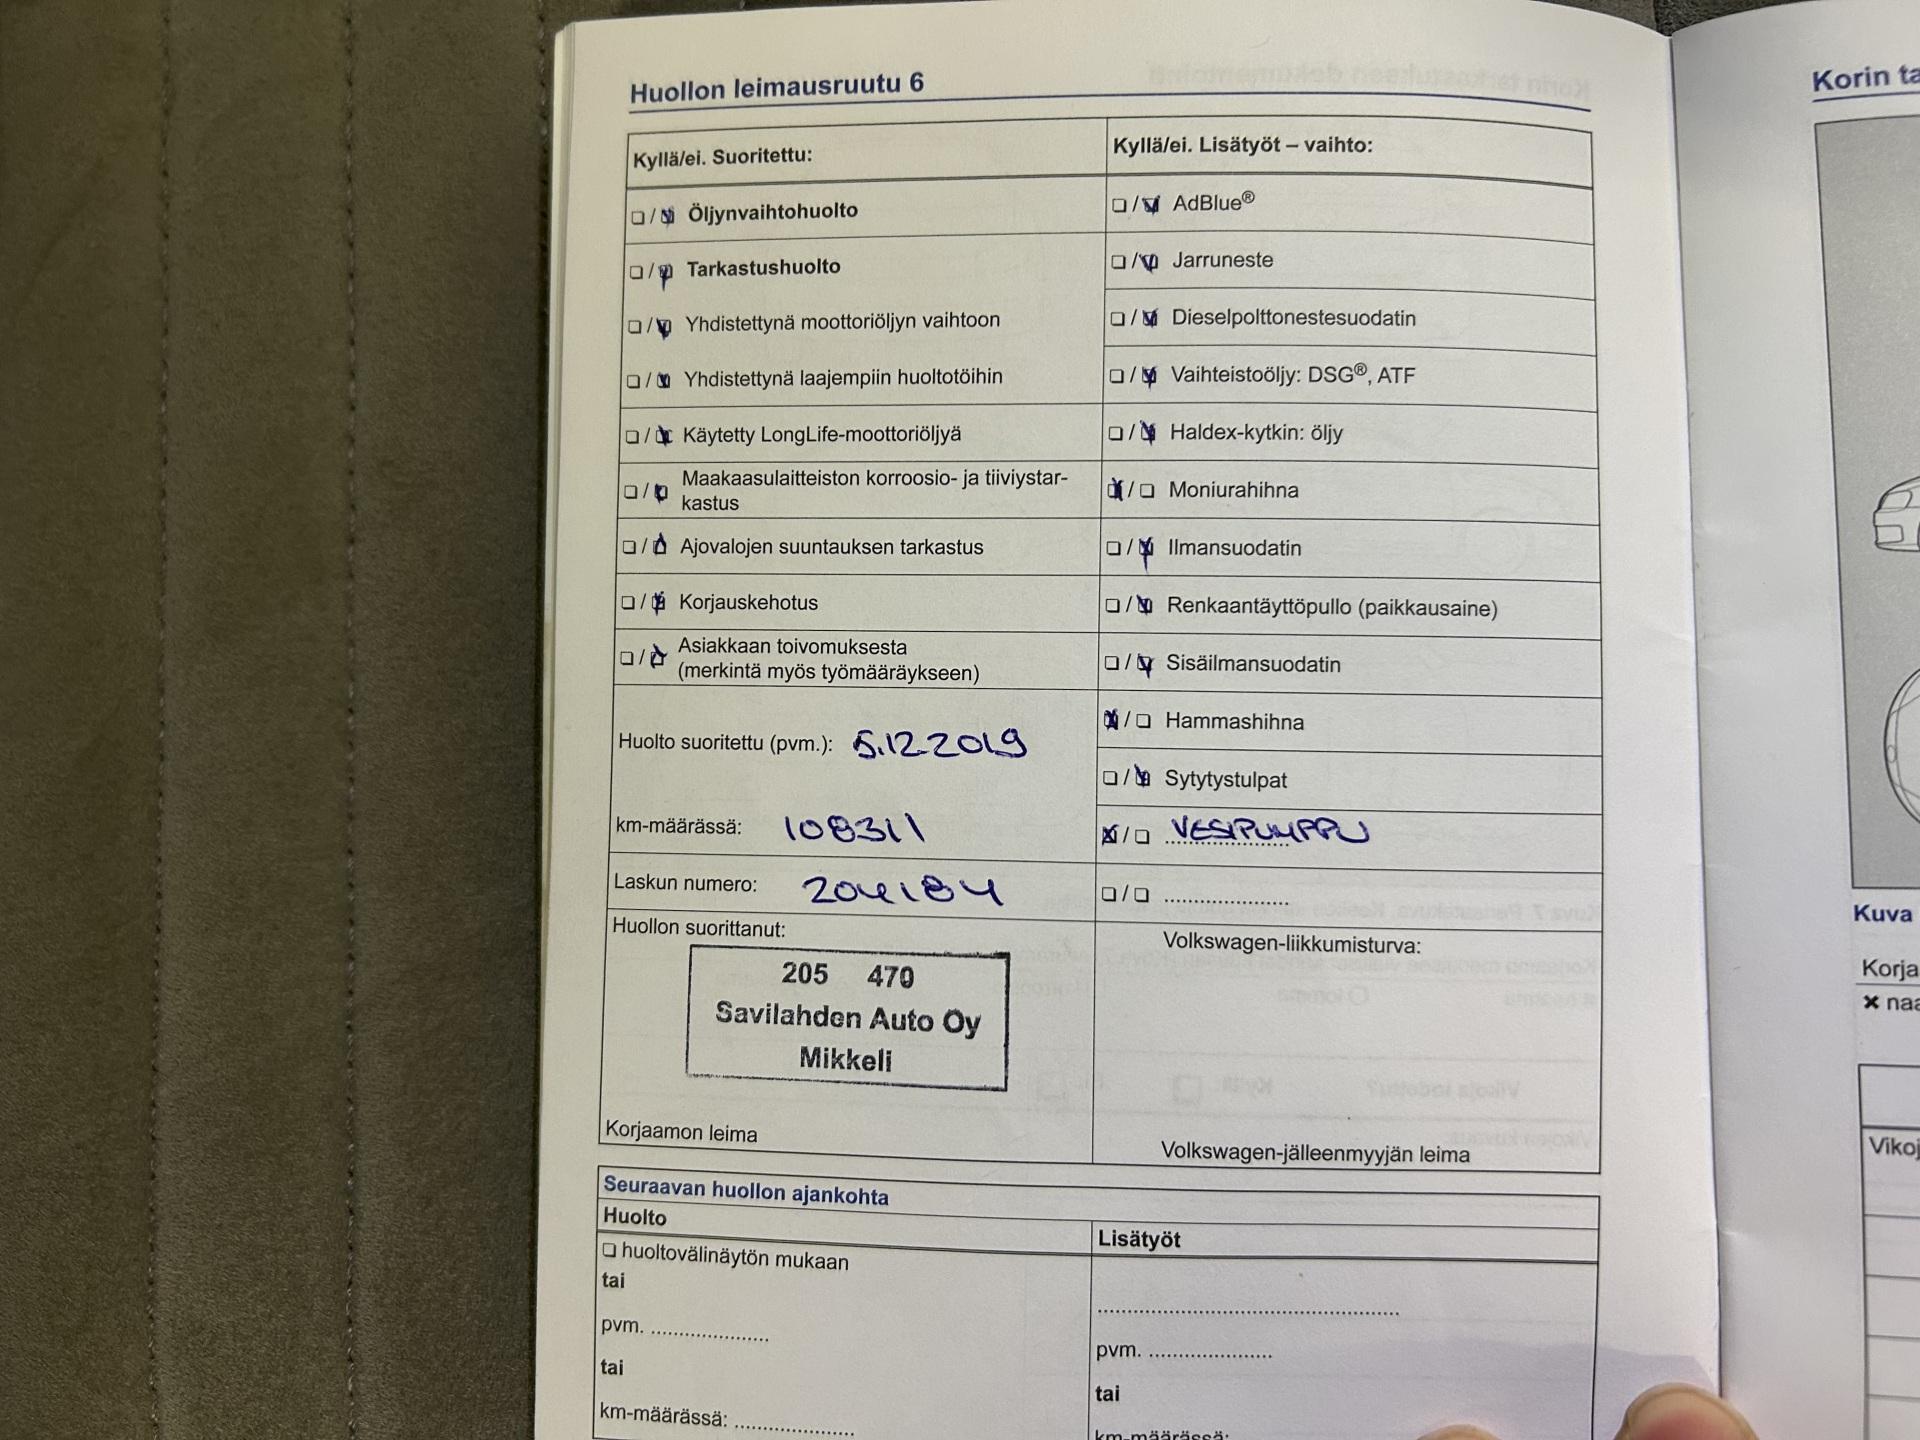 Huollon leimausruutu 6
Kyllä/ei. Suoritettu:
Öljynvaihtohuolto
Tarkastushuolto
Yhdistettynä moottoriöljyn vaihtoon
Yhdistettynä laajempiin huoltotöihin
Käytetty LongLife-moottoriöljyä
Maakaasulaitteiston korroosio- ja tiiviystar-
kastus
Ajovalojen suuntauksen tarkastus
Korjauskehotus
Asiakkaan toivomuksesta
(merkintä myös työmääräykseen)
Huolto suoritettu (pvm.): 5.12.2019
km-määrässä: 108311
Laskun numero: 204184
Huollon suorittanut:
205 470
Savilahden Auto Oy
Mikkeli
Korjaamon leima
Kyllä/ei. Lisätyöt – vaihto:
AdBlue®
Jarruneste
Dieselpolttonestesuodatin
Vaihteistoöljy: DSG®, ATF
Haldex-kytkin: öljy
Moniurahihna
Ilmansuodatin
Renkaantäyttöpullo (paikkausaine)
Sisäilmansuodatin
Hammashihna
Sytytystulpat
VESIPUMPPU
Volkswagen-liikkumisturva:
Volkswagen-jälleenmyyjän leima
Seuraavan huollon ajankohta
Huolto
huoltovälinäytön mukaan
tai
pvm. ....................
tai
km-määrässä: ....................
Lisätyöt
pvm. ....................
tai
km-määrässä:
Korin ta
Kuva
Korja
✖ naa
Vikoj